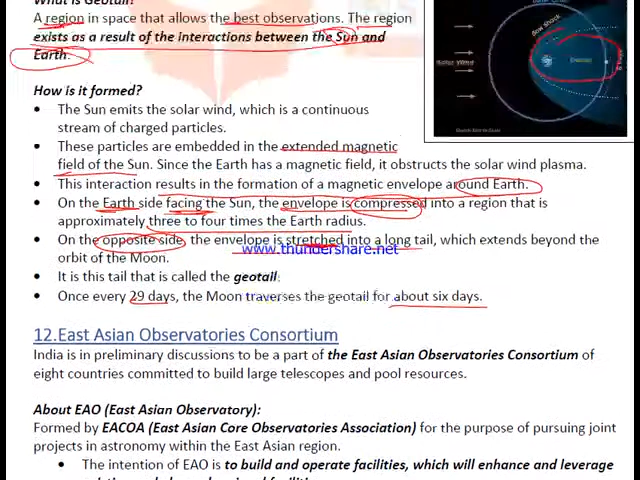 What is Geotail?
A region in space that allows the best observations. The region
exists as a result of the interactions between the Sun and
Earth.
How is it formed?
• The Sun emits the solar wind, which is a continuous
stream of charged particles.
• These particles are embedded in the extended magnetic
field of the Sun. Since the Earth has a magnetic field, it obstructs the solar wind plasma.
• This interaction results in the formation of a magnetic envelope around Earth.
• On the Earth side facing the Sun, the envelope is compressed into a region that is
approximately three to four times the Earth radius.
• On the opposite side, the envelope is stretched into a long tail, which extends beyond the
www.thundershare.net
orbit of the Moon.
• It is this tail that is called the geotail.
• Once every 29 days, the Moon traverses the geotail for about six days.
Bow Shock
Solar Wind
12.East Asian Observatories Consortium
India is in preliminary discussions to be a part of the East Asian Observatories Consortium of
eight countries committed to build large telescopes and pool resources.
About EAO (East Asian Observatory):
Formed by EACOA (East Asian Core Observatories Association) for the purpose of pursuing joint
projects in astronomy within the East Asian region.
• The intention of EAO is to build and operate facilities, which will enhance and leverage